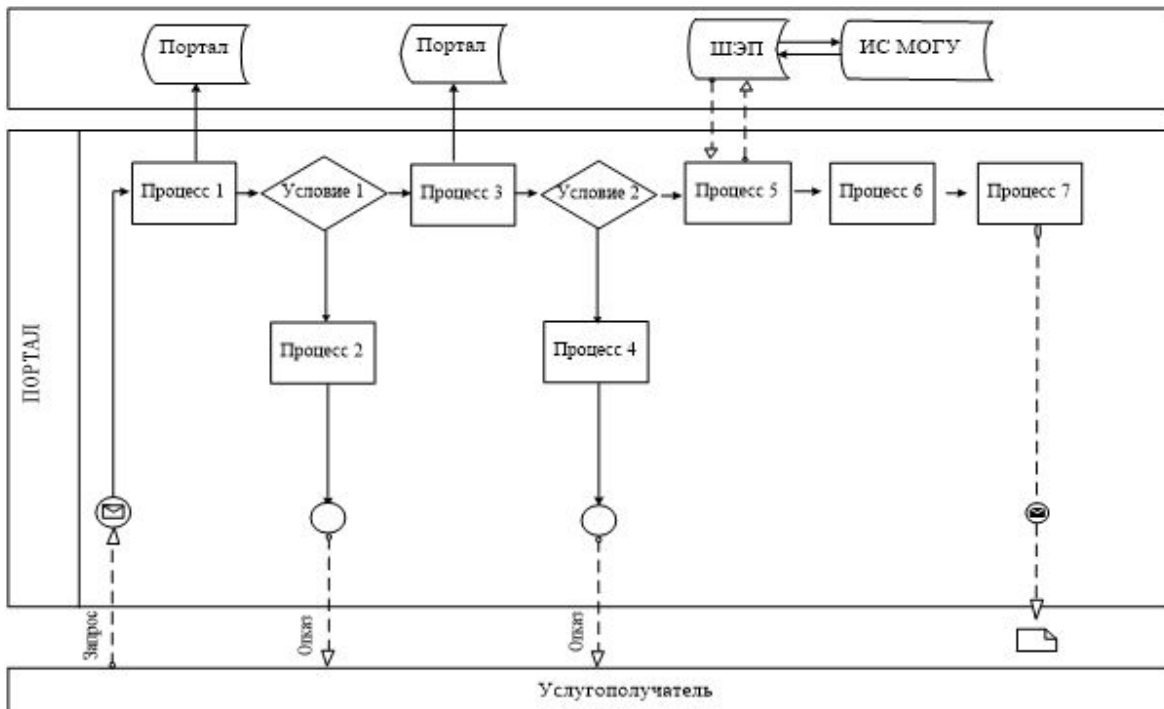 Портал
Портал
ШЭП
ИС МОГУ
Процесс 1
Условие 1
Процесс 3
Условие 2
Процесс 5
Процесс 6
Процесс 7
Процесс 2
Процесс 4
ПОРТАЛ
Запрос
Отказ
Отказ
Услугополучатель